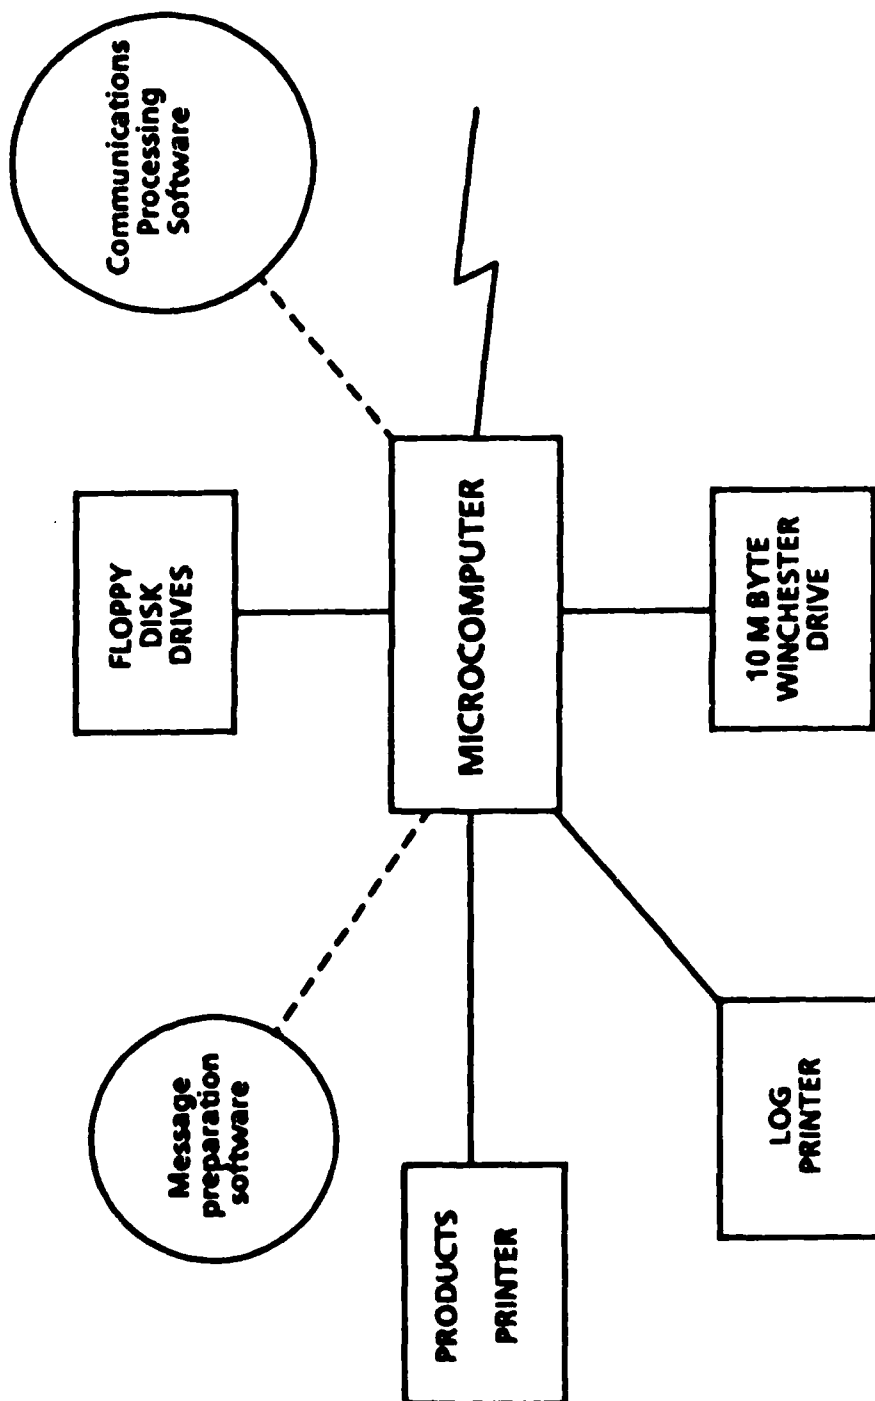 Message
preparation
software
Communications
Processing
Software
FLOPPY
DISK
DRIVES
PRODUCTS
PRINTER
MICROCOMPUTER
LOG
PRINTER
10 M BYTE
WINCHESTER
DRIVE